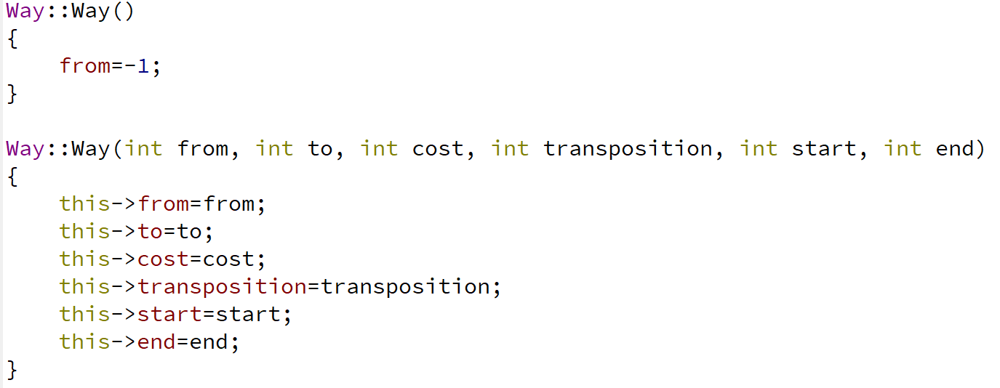 Way::Way()
{
    from=-1;
}

Way::Way(int from, int to, int cost, int transposition, int start, int end)
{
    this->from=from;
    this->to=to;
    this->cost=cost;
    this->transposition=transposition;
    this->start=start;
    this->end=end;
}